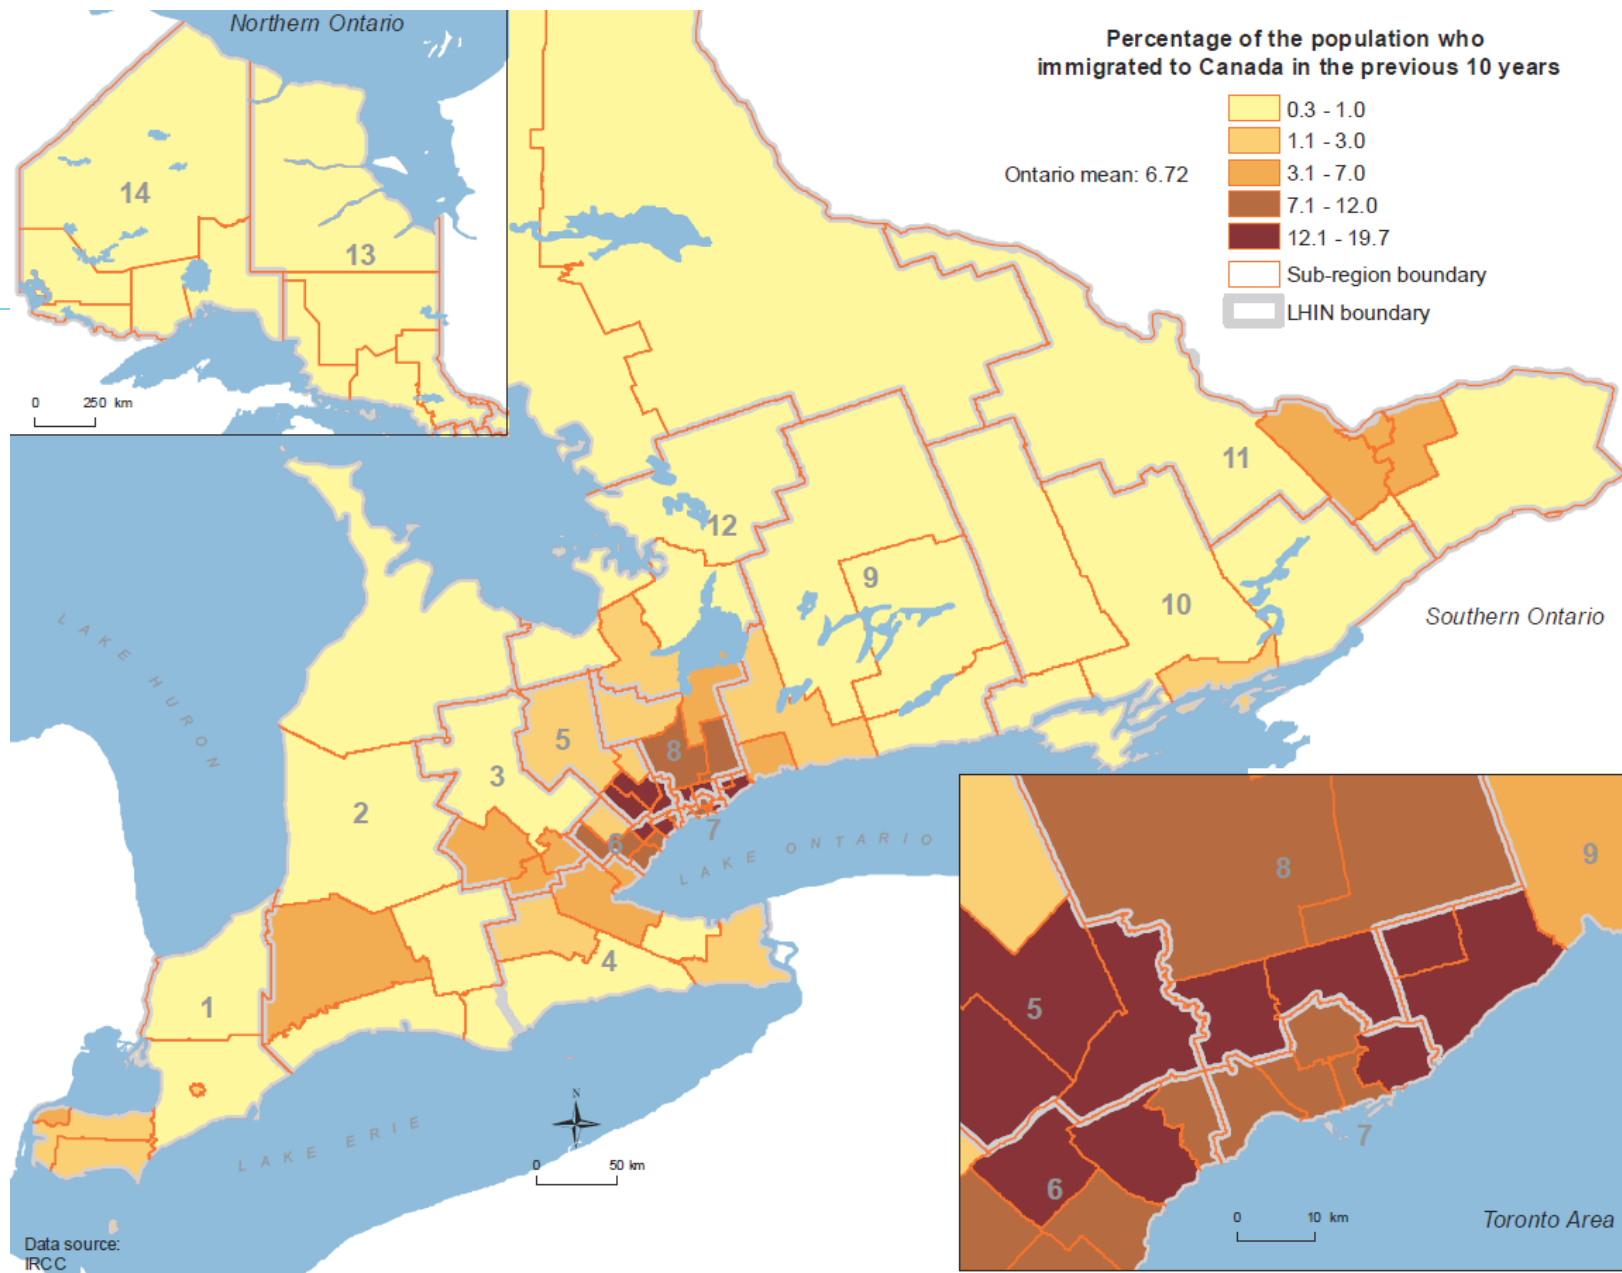 Northern Ontario
14
13
0 250 km
Percentage of the population who
immigrated to Canada in the previous 10 years
Ontario mean: 6.72
0.3 - 1.0
1.1 - 3.0
3.1 - 7.0
7.1 - 12.0
12.1 - 19.7
Sub-region boundary
LHIN boundary
11
12
9
10
Southern Ontario
LAKE HURON
5
8
3
2
6
7
LAKE ONTARIO
4
1
LAKE ERIE
N
0 50 km
Data source:
IRCC
8
9
5
7
6
0 10 km
Toronto Area